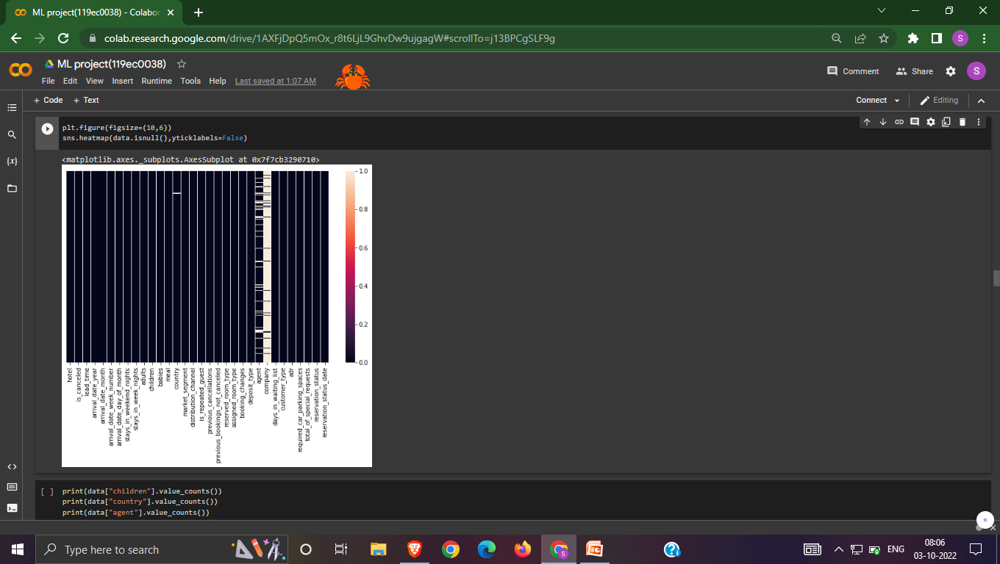 ML project(119ec0038) - Colabor
colab.research.google.com/drive/1AXFjDpQ5mOx_r8t6LjL9GhvDw9ujgagW#scrollTo=j13BPCgSLF9g
S
ML project(119ec0038)
File Edit View Insert Runtime Tools Help Last saved at 1:07 AM
Comment Share S
+ Code + Text
Connect Editing
plt.figure(figsize=(10,6))
sns.heatmap(data.isnull(),yticklabels=False)
<matplotlib.axes._subplots.AxesSubplot at 0x7f7cb3290710>
1.0
0.8
0.6
0.4
0.2
0.0
hotel
is_canceled
lead_time
arrival_date_year
arrival_date_month
arrival_date_week_number
arrival_date_day_of_month
stays_in_weekend_nights
stays_in_week_nights
adults
children
babies
meal
country
market_segment
distribution_channel
is_repeated_guest
previous_cancellations
previous_bookings_not_canceled
reserved_room_type
assigned_room_type
booking_changes
deposit_type
agent
company
days_in_waiting_list
customer_type
adr
required_car_parking_spaces
total_of_special_requests
reservation_status
reservation_status_date
[ ] print(data["children"].value_counts())
print(data["country"].value_counts())
print(data["agent"].value_counts())
Type here to search
S
ENG
08:06
03-10-2022